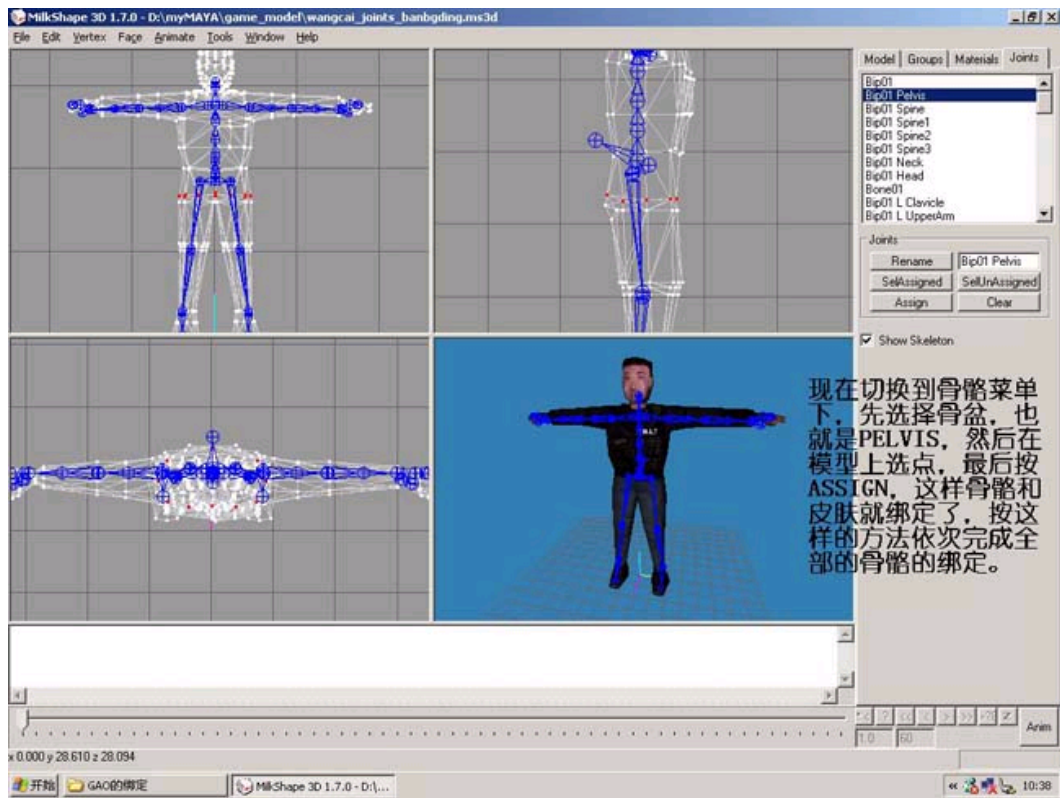 MilkShape 3D 1.7.0 - D:\myMAYA\game_model\wangcai_joints_banbgding.ms3d
File Edit Vertex Face Animate Tools Window Help
Model Groups Materials Joints
Bip01
Bip01 Pelvis
Bip01 Spine
Bip01 Spine1
Bip01 Spine2
Bip01 Spine3
Bip01 Neck
Bip01 Head
Bone01
Bip01 L Clavicle
Bip01 L UpperArm
Joints
Rename Bip01 Pelvis
SelAssigned SelUnAssigned
Assign Clear
Show Skeleton
现在切换到骨骼菜单
下，先选择骨盆，也
就是PELVIS，然后在
模型上选点，最后按
ASSIGN，这样骨骼和
皮肤就绑定了，按这
样的方法依次完成全
部的骨骼的绑定。
1.0 60 Anim
x 0.000 y 28.610 z 28.094
开始 GAO的绑定 MilkShape 3D 1.7.0 - D:\... « 10:38